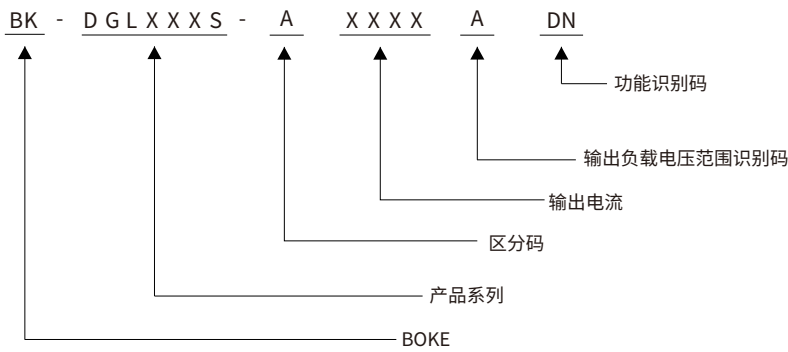 BK - DGLXXXS - A XXXX A DN
功能识别码
输出负载电压范围识别码
输出电流
区分码
产品系列
BOKE